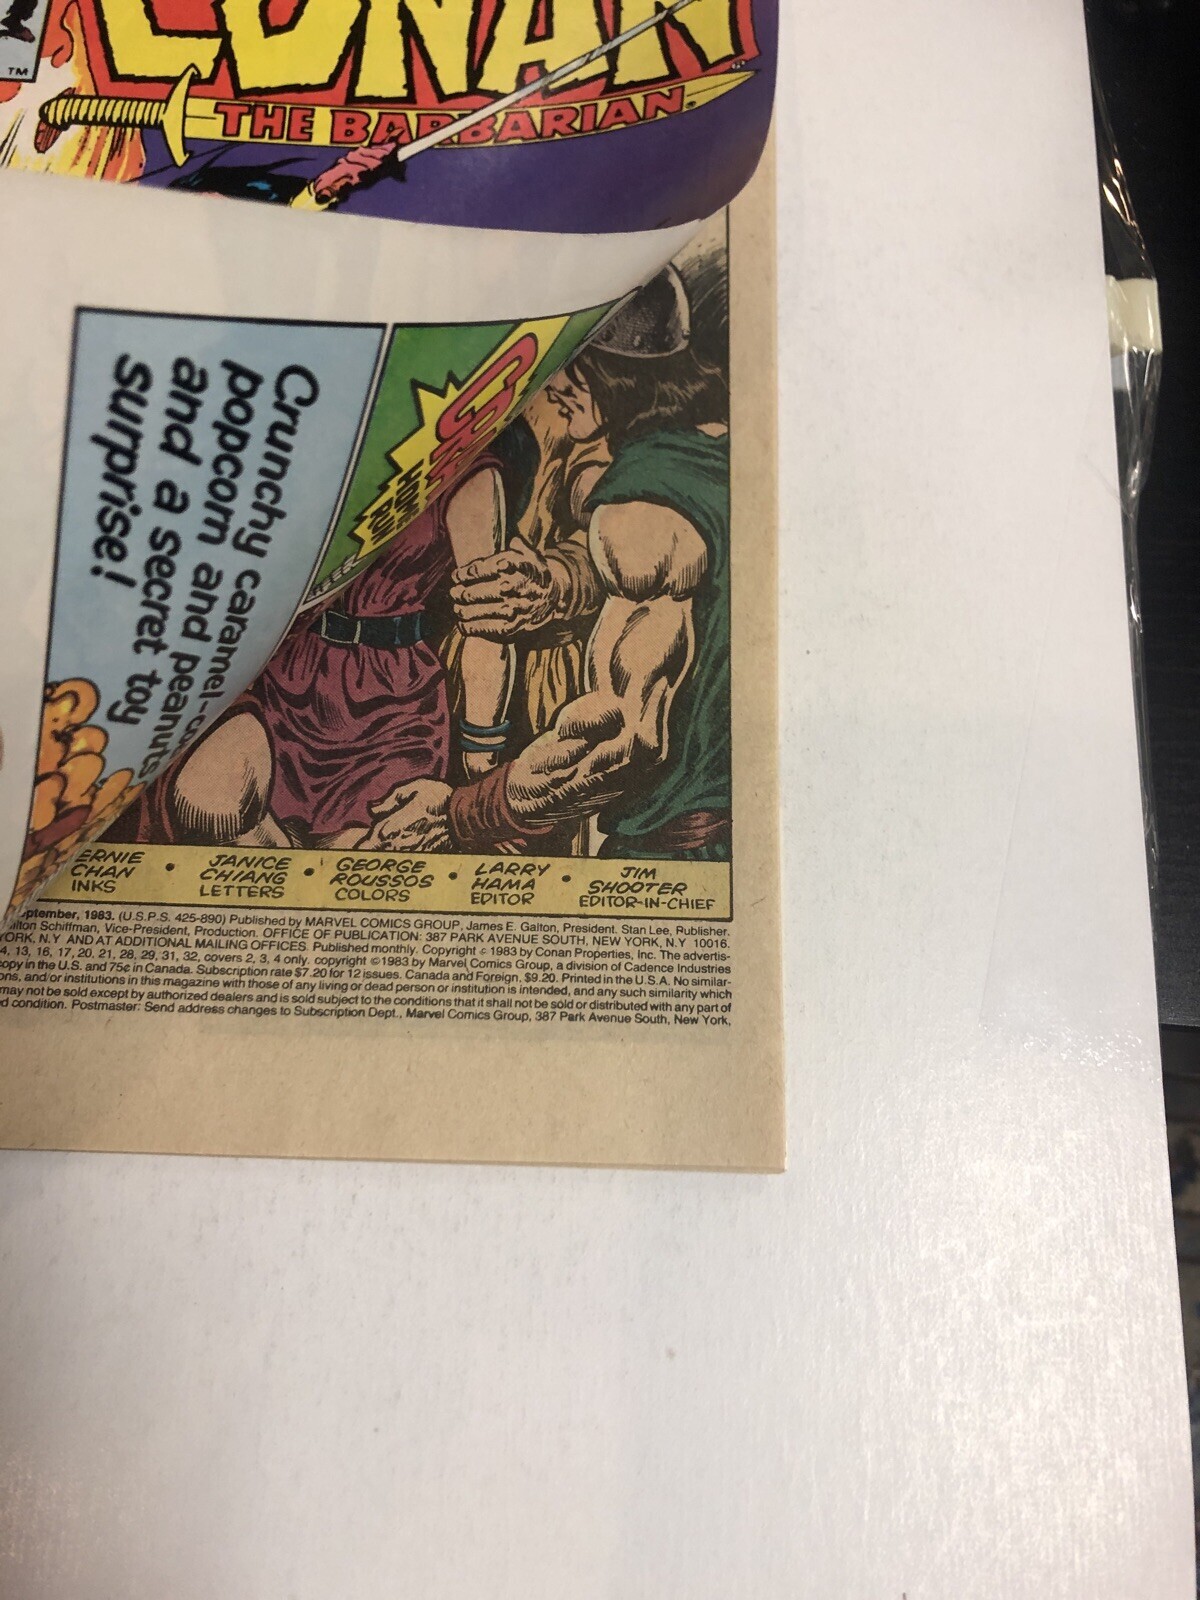 TM
CONAN
THE BARBARIAN
Crunchy caramel-co
popcorn and peanuts
and a secret toy
surprise!
ERNIE CHAN INKS • JANICE CHIANG LETTERS • GEORGE ROUSSOS COLORS • LARRY HAMA EDITOR • JIM SHOOTER EDITOR-IN-CHIEF
ptember, 1983. (U.S.P.S. 425-890) Published by MARVEL COMICS GROUP, James E. Galton, President. Stan Lee, Publisher.
ilton Schiffman, Vice-President, Production. OFFICE OF PUBLICATION: 387 PARK AVENUE SOUTH, NEW YORK, N.Y 10016.
YORK, N.Y AND AT ADDITIONAL MAILING OFFICES. Published monthly. Copyright © 1983 by Conan Properties, Inc. The advertis-
4, 13, 16, 17, 20, 21, 28, 29, 31, 32, covers 2, 3, 4 only. copyright ©1983 by Marvel Comics Group, a division of Cadence Industries
copy in the U.S. and 75¢ in Canada. Subscription rate $7.20 for 12 issues. Canada and Foreign, $9.20. Printed in the U.S.A. No similar-
ons, and/or institutions in this magazine with those of any living or dead person or institution is intended, and any such similarity which
may not be sold except by authorized dealers and is sold subject to the conditions that it shall not be sold or distributed with any part of
d condition. Postmaster: Send address changes to Subscription Dept., Marvel Comics Group, 387 Park Avenue South, New York,